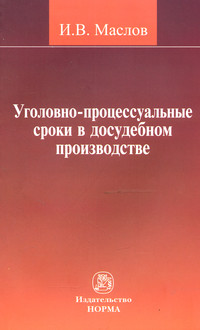 И.В. Маслов
Уголовно-процессуальные
сроки в досудебном
производстве
Издательство
НОРМА